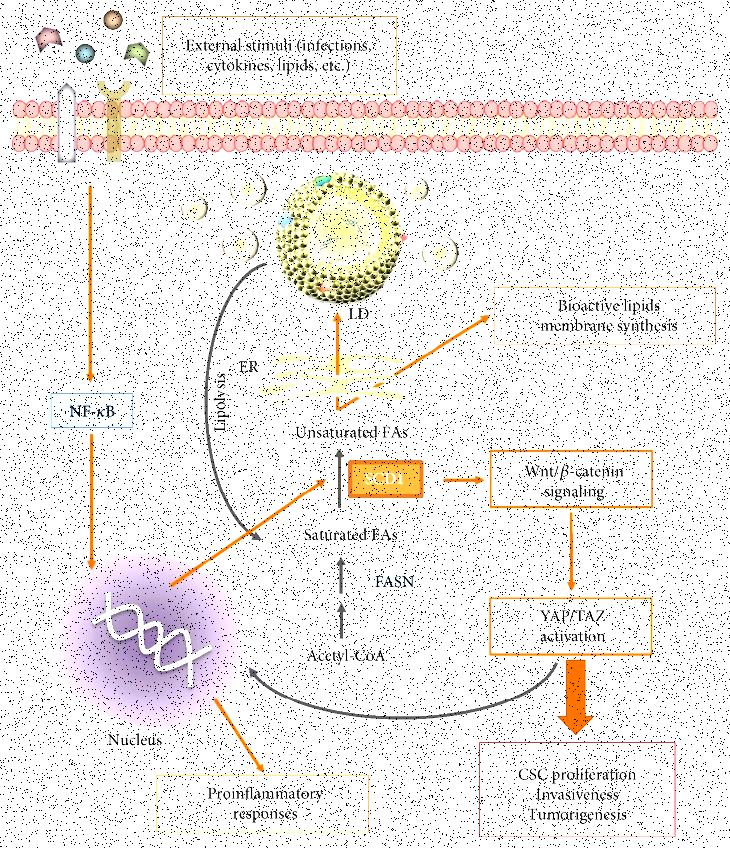 External stimuli (infections,
cytokines, lipids, etc.)
LD
Bioactive lipids
membrane synthesis
ER
Lipolysis
NF-κB
Unsaturated FAs
SCD1
Wnt/β-catenin
signaling
Saturated FAs
FASN
YAP/TAZ
activation
Acetyl-CoA
Nucleus
CSC proliferation
Invasiveness
Tumorigenesis
Proinflammatory
responses